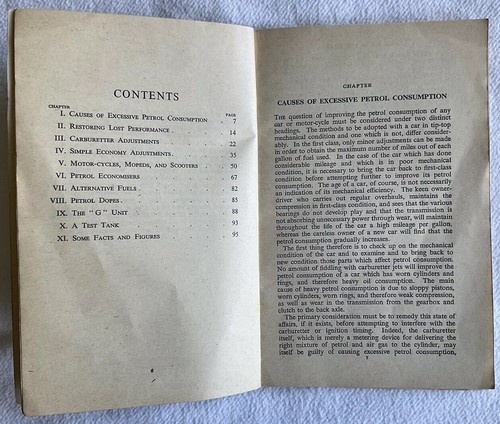 CONTENTS
CHAPTER PAGE
I. CAUSES OF EXCESSIVE PETROL CONSUMPTION . 7
II. RESTORING LOST PERFORMANCE . . . 14
III. CARBURETTER ADJUSTMENTS . . . 22
IV. SIMPLE ECONOMY ADJUSTMENTS . . . 35
V. MOTOR-CYCLES, MOPEDS, AND SCOOTERS . . 50
VI. PETROL ECONOMISERS . . . . 67
VII. ALTERNATIVE FUELS . . . . 82
VIII. PETROL DOPES . . . . . 85
IX. THE "G" UNIT . . . . . 88
X. A TEST TANK . . . . . 93
XI. SOME FACTS AND FIGURES . . . . 95
CHAPTER
CAUSES OF EXCESSIVE PETROL CONSUMPTION
THE question of improving the petrol consumption of any
car or motor-cycle must be considered under two distinct
headings. The methods to be adopted with a car in tip-top
mechanical condition and one which is not, differ consider-
ably. In the first class, only minor adjustments can be made
in order to obtain the maximum number of miles out of each
gallon of fuel used. In the case of the car which has done
considerable mileage and which is in poor mechanical
condition, it is necessary to bring the car back to first-class
condition before attempting further to improve its petrol
consumption. The age of a car, of course, is not necessarily
an indication of its mechanical efficiency. The keen owner-
driver who carries out regular overhauls, maintains the
compression in first-class condition, and sees that the various
bearings do not develop play and that the transmission is
not absorbing unnecessary power through wear, will maintain
throughout the life of the car a high mileage per gallon,
whereas the careless owner of a new car will find that the
petrol consumption gradually increases.
The first thing therefore is to check up on the mechanical
condition of the car and to examine and to bring back to
new condition those parts which affect petrol consumption.
No amount of fiddling with carburetter jets will improve the
petrol consumption of a car which has worn cylinders and
rings, and therefore heavy oil consumption. The main
cause of heavy petrol consumption is due to sloppy pistons,
worn cylinders, worn rings, and therefore weak compression,
as well as wear in the transmission from the gearbox and
clutch to the back axle.
The primary consideration must be to remedy this state of
affairs, if it exists, before attempting to interfere with the
carburetter or ignition timing. Indeed, the carburetter
itself, which is merely a metering device for delivering the
right mixture of petrol and air gas to the cylinder, may
itself be guilty of causing excessive petrol consumption,
7